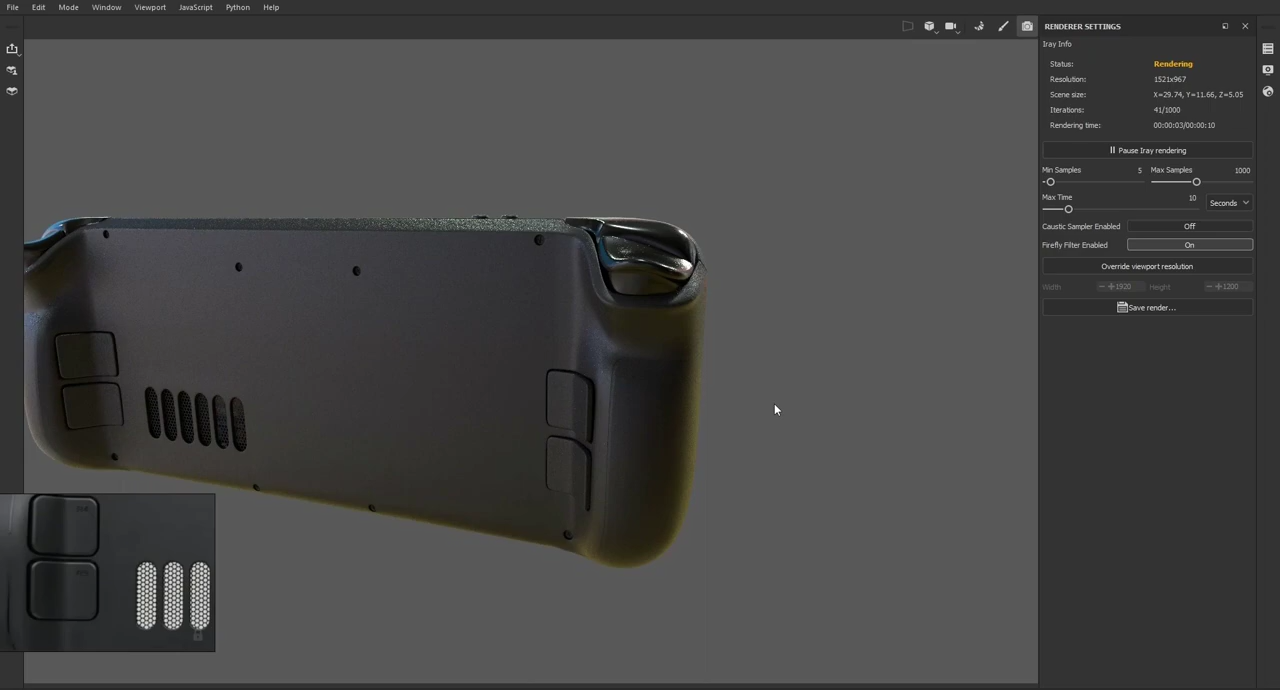 File Edit Mode Window Viewport JavaScript Python Help
RENDERER SETTINGS
Iray Info
Status: Rendering
Resolution: 1521x967
Scene size: X=29.74, Y=11.66, Z=5.05
Iterations: 41/1000
Rendering time: 00:00:03/00:00:10
Pause Iray rendering
Min Samples 5 Max Samples 1000
Max Time 10 Seconds
Caustic Sampler Enabled Off
Firefly Filter Enabled On
Override viewport resolution
Width 1920 Height 1200
Save render...